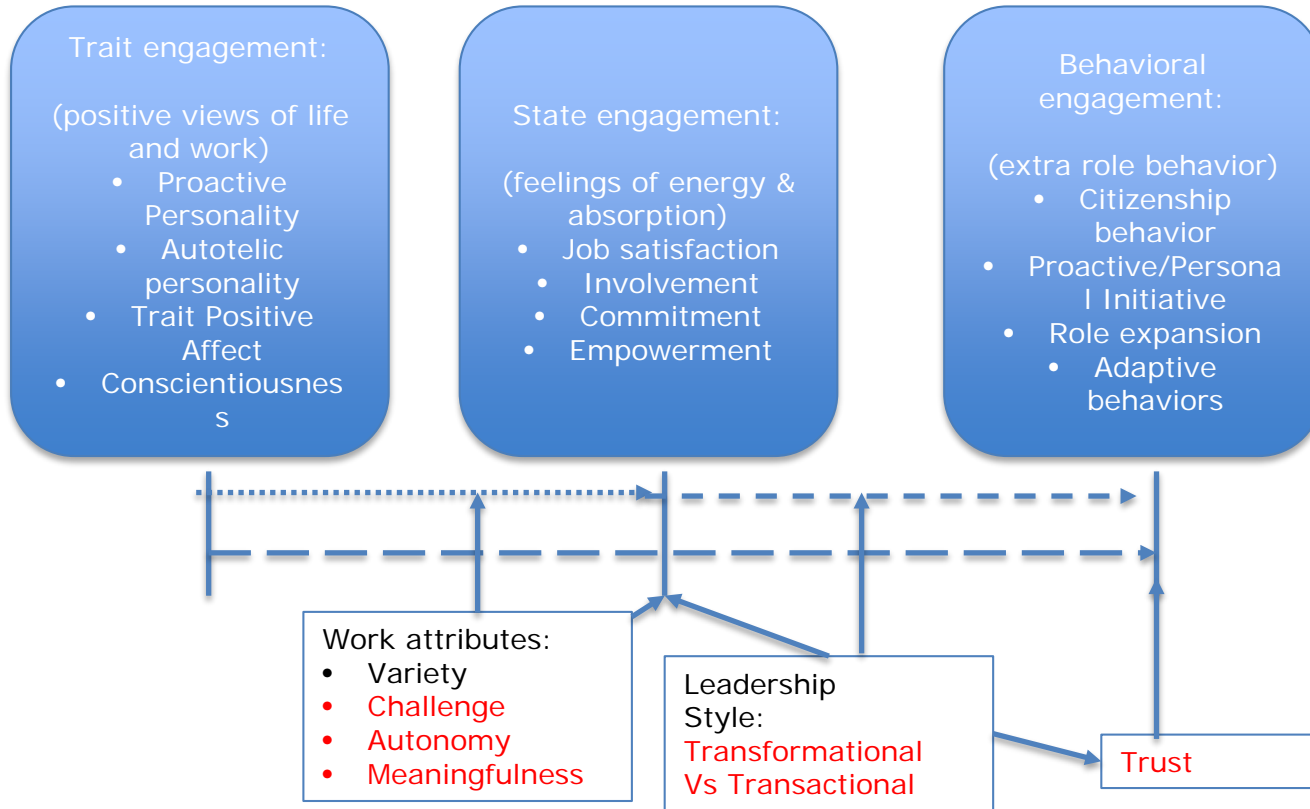 Trait engagement:
(positive views of life
and work)
• Proactive
Personality
• Autotelic
personality
• Trait Positive
Affect
• Conscientiousnes
s
State engagement:
(feelings of energy &
absorption)
• Job satisfaction
• Involvement
• Commitment
• Empowerment
Behavioral
engagement:
(extra role behavior)
• Citizenship
behavior
• Proactive/Persona
l Initiative
• Role expansion
• Adaptive
behaviors
Work attributes:
• Variety
• Challenge
• Autonomy
• Meaningfulness
Leadership
Style:
Transformational
Vs Transactional
Trust